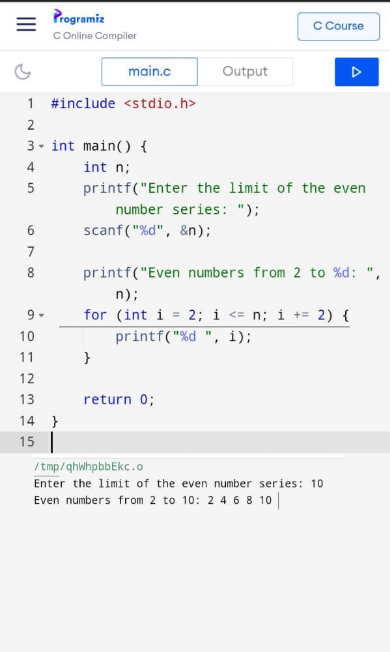 Programiz
C Online Compiler
C Course
main.c
Output
1 #include <stdio.h>
2
3 int main() {
4     int n;
5     printf("Enter the limit of the even
        number series: ");
6     scanf("%d", &n);
7
8     printf("Even numbers from 2 to %d: ",
        n);
9     for (int i = 2; i <= n; i += 2) {
10         printf("%d ", i);
11     }
12
13     return 0;
14 }
15
/tmp/qhWhpbbEkc.o
Enter the limit of the even number series: 10
Even numbers from 2 to 10: 2 4 6 8 10